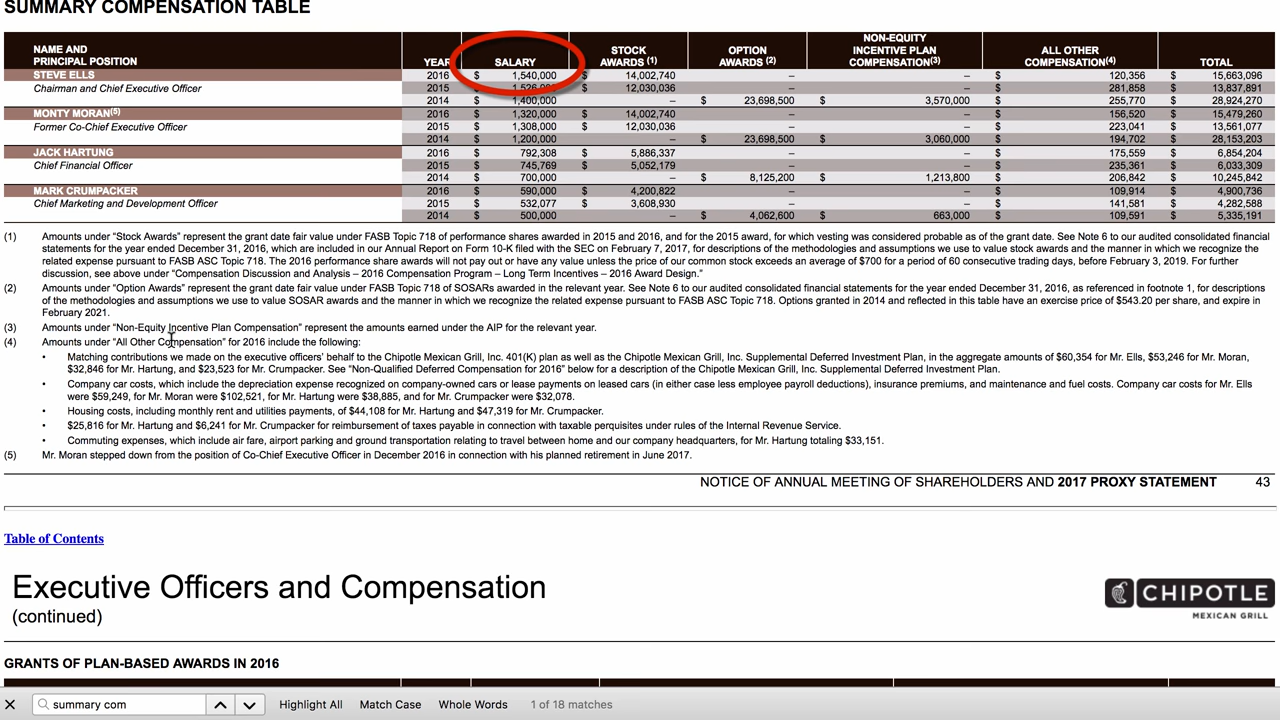 SUMMARY COMPENSATION TABLE
NAME AND PRINCIPAL POSITION YEAR SALARY STOCK AWARDS (1) OPTION AWARDS (2) NON-EQUITY INCENTIVE PLAN COMPENSATION(3) ALL OTHER COMPENSATION(4) TOTAL
STEVE ELLS 2016 $ 1,540,000 $ 14,002,740 – – $ 120,356 $ 15,663,096
Chairman and Chief Executive Officer 2015 $ 1,526,000 $ 12,030,036 – – $ 281,858 $ 13,837,891
2014 $ 1,400,000 – $ 23,698,500 $ 3,570,000 $ 255,770 $ 28,924,270
MONTY MORAN(5) 2016 $ 1,320,000 $ 14,002,740 – – $ 156,520 $ 15,479,260
Former Co-Chief Executive Officer 2015 $ 1,308,000 $ 12,030,036 – – $ 223,041 $ 13,561,077
2014 $ 1,200,000 – $ 23,698,500 $ 3,060,000 $ 194,702 $ 28,153,203
JACK HARTUNG 2016 $ 792,308 $ 5,886,337 – – $ 175,559 $ 6,854,204
Chief Financial Officer 2015 $ 745,769 $ 5,052,179 – – $ 235,361 $ 6,033,309
2014 $ 700,000 – $ 8,125,200 $ 1,213,800 $ 206,842 $ 10,245,842
MARK CRUMPACKER 2016 $ 590,000 $ 4,200,822 – – $ 109,914 $ 4,900,736
Chief Marketing and Development Officer 2015 $ 532,077 $ 3,608,930 – – $ 141,581 $ 4,282,588
2014 $ 500,000 – $ 4,062,600 $ 663,000 $ 109,591 $ 5,335,191
(1) Amounts under “Stock Awards” represent the grant date fair value under FASB Topic 718 of performance shares awarded in 2015 and 2016, and for the 2015 award, for which vesting was considered probable as of the grant date. See Note 6 to our audited consolidated financial
statements for the year ended December 31, 2016, which are included in our Annual Report on Form 10-K filed with the SEC on February 7, 2017, for descriptions of the methodologies and assumptions we use to value stock awards and the manner in which we recognize the
related expense pursuant to FASB ASC Topic 718. The 2016 performance share awards will not pay out or have any value unless the price of our common stock exceeds an average of $700 for a period of 60 consecutive trading days, before February 3, 2019. For further
discussion, see above under “Compensation Discussion and Analysis – 2016 Compensation Program – Long Term Incentives – 2016 Award Design.”
(2) Amounts under “Option Awards” represent the grant date fair value under FASB Topic 718 of SOSARs awarded in the relevant year. See Note 6 to our audited consolidated financial statements for the year ended December 31, 2016, as referenced in footnote 1, for descriptions
of the methodologies and assumptions we use to value SOSAR awards and the manner in which we recognize the related expense pursuant to FASB ASC Topic 718. Options granted in 2014 and reflected in this table have an exercise price of $543.20 per share, and expire in
February 2021.
(3) Amounts under “Non-Equity Incentive Plan Compensation” represent the amounts earned under the AIP for the relevant year.
(4) Amounts under “All Other Compensation” for 2016 include the following:
• Matching contributions we made on the executive officers’ behalf to the Chipotle Mexican Grill, Inc. 401(K) plan as well as the Chipotle Mexican Grill, Inc. Supplemental Deferred Investment Plan, in the aggregate amounts of $60,354 for Mr. Ells, $53,246 for Mr. Moran,
$32,846 for Mr. Hartung, and $23,523 for Mr. Crumpacker. See “Non-Qualified Deferred Compensation for 2016” below for a description of the Chipotle Mexican Grill, Inc. Supplemental Deferred Investment Plan.
• Company car costs, which include the depreciation expense recognized on company-owned cars or lease payments on leased cars (in either case less employee payroll deductions), insurance premiums, and maintenance and fuel costs. Company car costs for Mr. Ells
were $59,249, for Mr. Moran were $102,521, for Mr. Hartung were $38,885, and for Mr. Crumpacker were $32,078.
• Housing costs, including monthly rent and utilities payments, of $44,108 for Mr. Hartung and $47,319 for Mr. Crumpacker.
• $25,816 for Mr. Hartung and $6,241 for Mr. Crumpacker for reimbursement of taxes payable in connection with taxable perquisites under rules of the Internal Revenue Service.
• Commuting expenses, which include air fare, airport parking and ground transportation relating to travel between home and our company headquarters, for Mr. Hartung totaling $33,151.
(5) Mr. Moran stepped down from the position of Co-Chief Executive Officer in December 2016 in connection with his planned retirement in June 2017.
NOTICE OF ANNUAL MEETING OF SHAREHOLDERS AND 2017 PROXY STATEMENT 43
Table of Contents
Executive Officers and Compensation
(continued)
CHIPOTLE
MEXICAN GRILL
GRANTS OF PLAN-BASED AWARDS IN 2016
summary com Highlight All Match Case Whole Words 1 of 18 matches